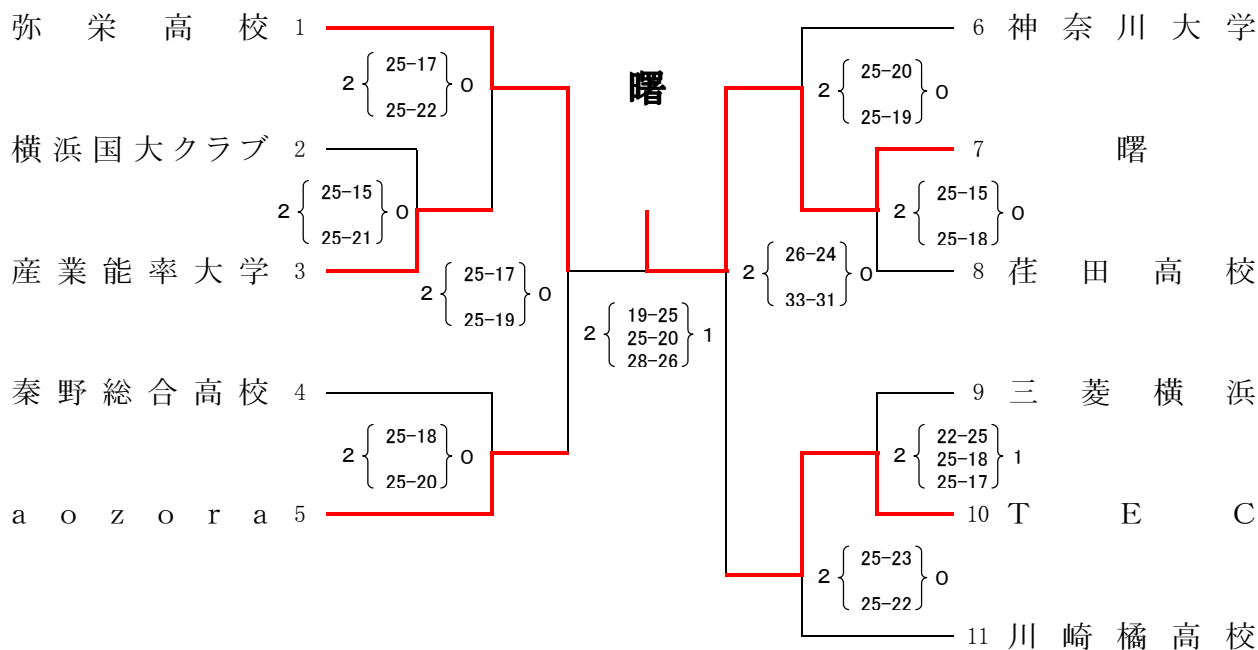 弥栄高校 1
2 25-17 0
25-22
横浜国大クラブ 2
2 25-15 0
25-21
産業能率大学 3
2 25-17 0
25-19
秦野総合高校 4
2 25-18 0
25-20
aozora 5
曙
2 19-25 1
25-20
28-26
6 神奈川大学
2 25-20 0
25-19
7 曙
2 25-15 0
25-18
8 荏田高校
2 26-24 0
33-31
9 三菱横浜
2 22-25 1
25-18
25-17
10 TEC
2 25-23 0
25-22
11 川崎橘高校